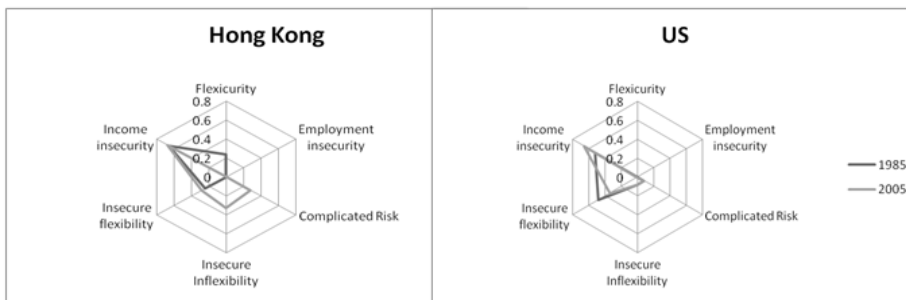 Hong Kong
Flexicurity
0.8
0.6
0.4
0.2
0
Income
insecurity
Employment
insecurity
Insecure
flexibility
Complicated Risk
Insecure
Inflexibility
US
Flexicurity
0.8
0.6
0.4
0.2
0
Income
insecurity
Employment
insecurity
Insecure
flexibility
Complicated Risk
Insecure
Inflexibility
1985
2005